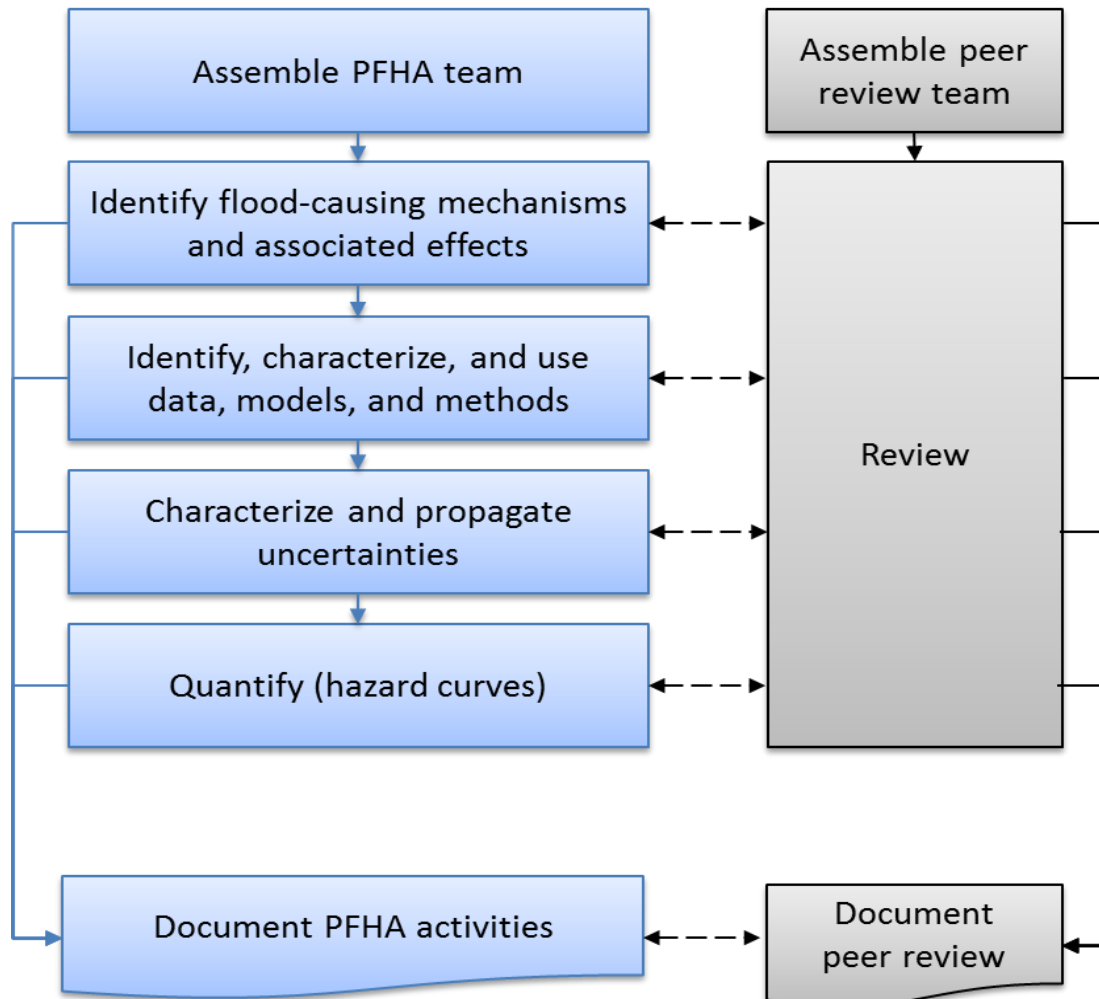 Assemble PFHA team
Assemble peer
review team
Identify flood-causing mechanisms
and associated effects
Identify, characterize, and use
data, models, and methods
Characterize and propagate
uncertainties
Quantify (hazard curves)
Review
Document PFHA activities
Document
peer review